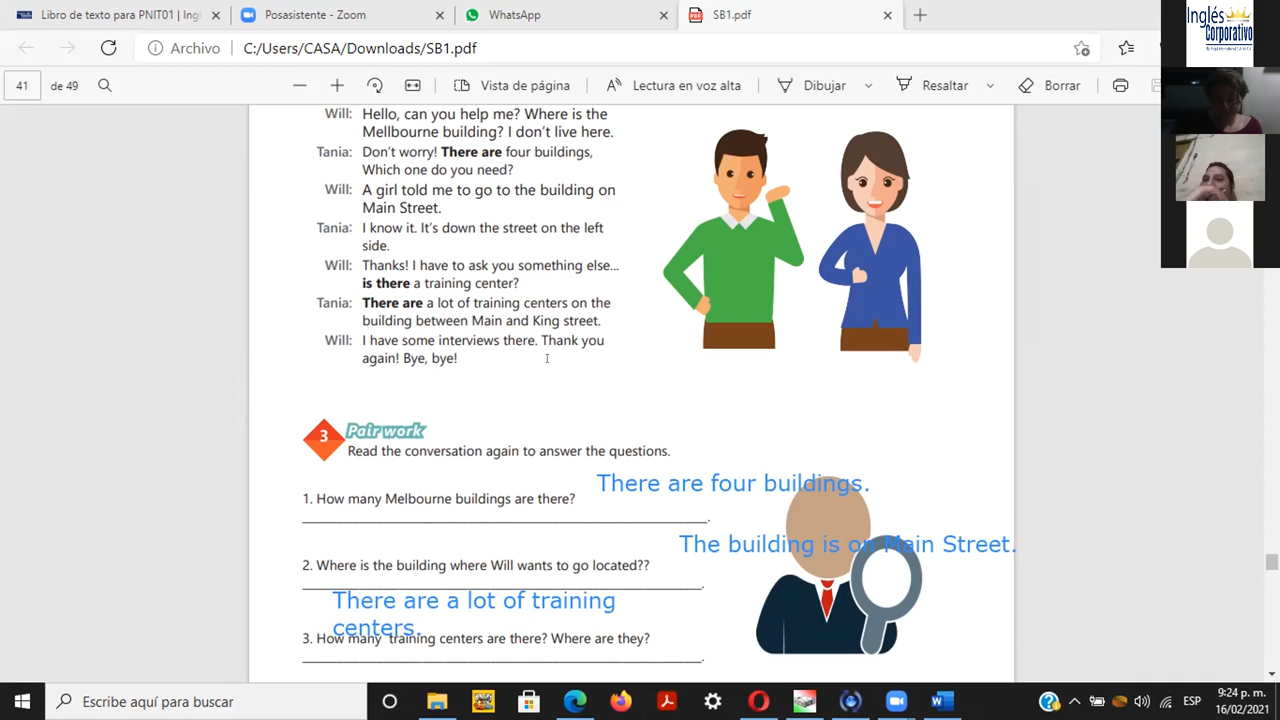 Libro de texto para PNIT01 | Ingl
Posasistente - Zoom
WhatsApp
SB1.pdf
Archivo
C:/Users/CASA/Downloads/SB1.pdf
41
de 49
Vista de página
Lectura en voz alta
Dibujar
Resaltar
Borrar
Inglés
Corporativo
Will: Hello, can you help me? Where is the
Mellbourne building? I don't live here.
Tania: Don't worry! There are four buildings,
Which one do you need?
Will: A girl told me to go to the building on
Main Street.
Tania: I know it. It's down the street on the left
side.
Will: Thanks! I have to ask you something else...
is there a training center?
Tania: There are a lot of training centers on the
building between Main and King street.
Will: I have some interviews there. Thank you
again! Bye, bye!
3 Pair work
Read the conversation again to answer the questions.
There are four buildings.
1. How many Melbourne buildings are there?
The building is on Main Street.
2. Where is the building where Will wants to go located??
There are a lot of training
centers.
3. How many training centers are there? Where are they?
Escribe aquí para buscar
ESP
9:24 p. m.
16/02/2021